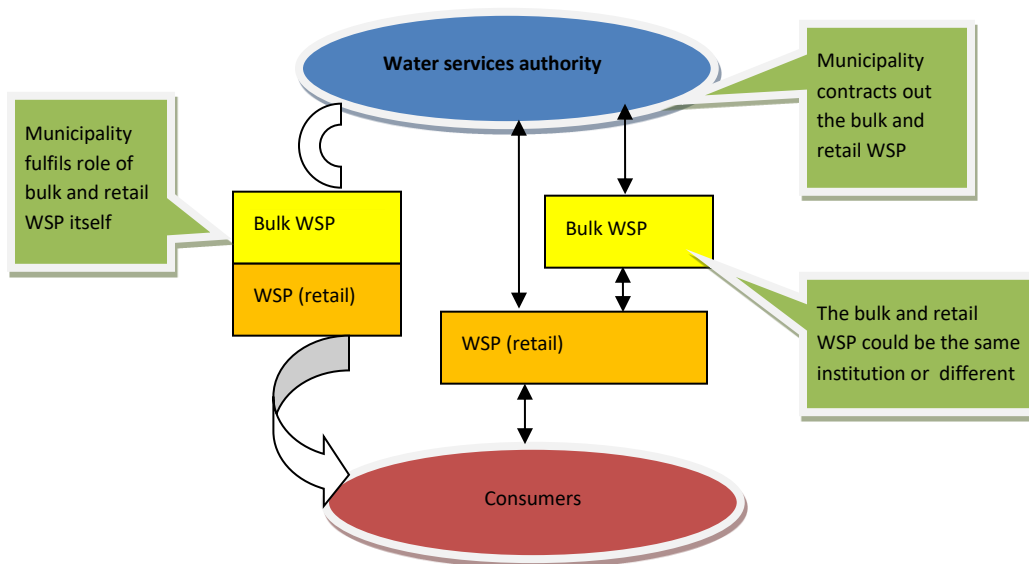 Water services authority
Municipality
contracts out
the bulk and
retail WSP
Municipality
fulfils role of
bulk and retail
WSP itself
Bulk WSP
WSP (retail)
Bulk WSP
WSP (retail)
The bulk and retail
WSP could be the same
institution or different
Consumers